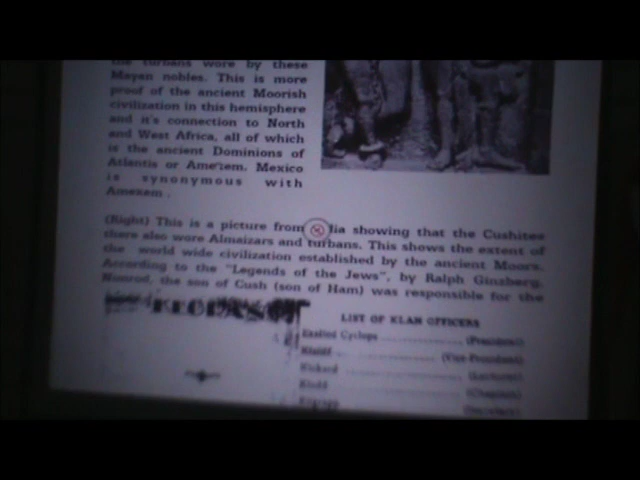 the turbans wore by these
Mayan nobles. This is more
proof of the ancient Moorish
civilization in this hemisphere
and it's connection to North
and West Africa, all of which
is the ancient Dominions of
Atlantis or Amexem. Mexico
is synonymous with
Amexem .
(Right) This is a picture from dia showing that the Cushites
there also wore Almaizars and turbans. This shows the extent of
the world wide civilization established by the ancient Moors.
According to the "Legends of the Jews", by Ralph Ginzberg,
Nimrod, the son of Cush (son of Ham) was responsible for the
LIST OF KLAN OFFICERS
Exalted Cyclops (President)
Klaliff (Vice-President)
Klokard (Lecturer)
Kludd (Chaplain)